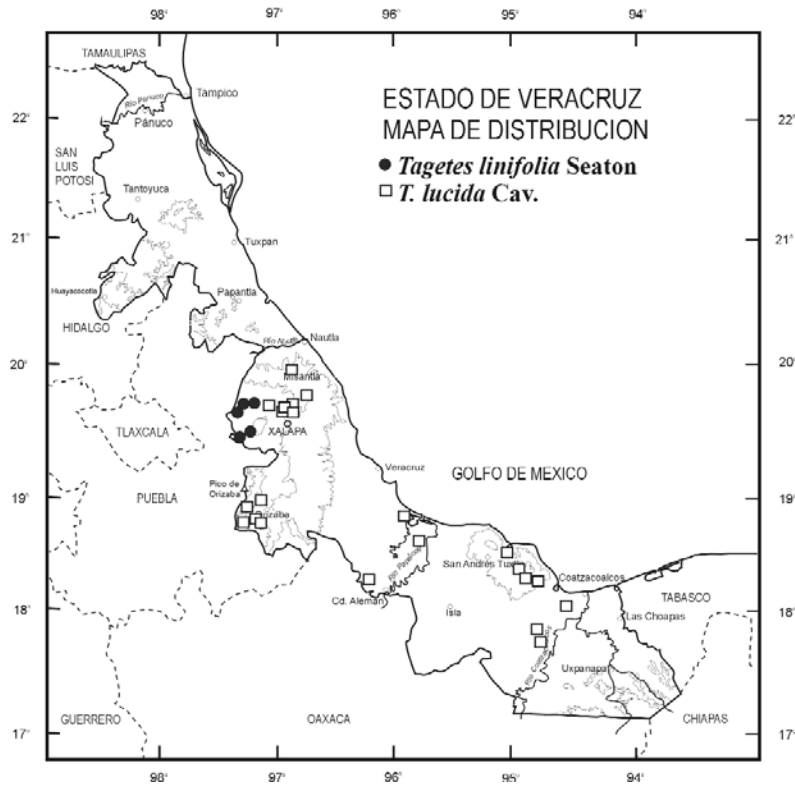 98° 97° 96° 95° 94°
TAMAULIPAS
Río Pánuco
Tampico
22°
Pánuco
22°
ESTADO DE VERACRUZ
MAPA DE DISTRIBUCION
Tagetes linifolia Seaton
T. lucida Cav.
SAN
LUIS
POTOSI
Tantoyuca
21°
Tuxpan
21°
Huayacocotla
Papantla
HIDALGO
Nautla
20°
20°
Misantla
TLAXCALA
XALAPA
Veracruz
GOLFO DE MEXICO
Pico de
Orizaba
19°
PUEBLA
19°
San Andrés
Coatzacoalcos
TABASCO
Cd. Alemán
18°
Isla
Las Choapas
18°
Uxpanapa
GUERRERO
OAXACA
CHIAPAS
17°
17°
98° 97° 96° 95° 94°